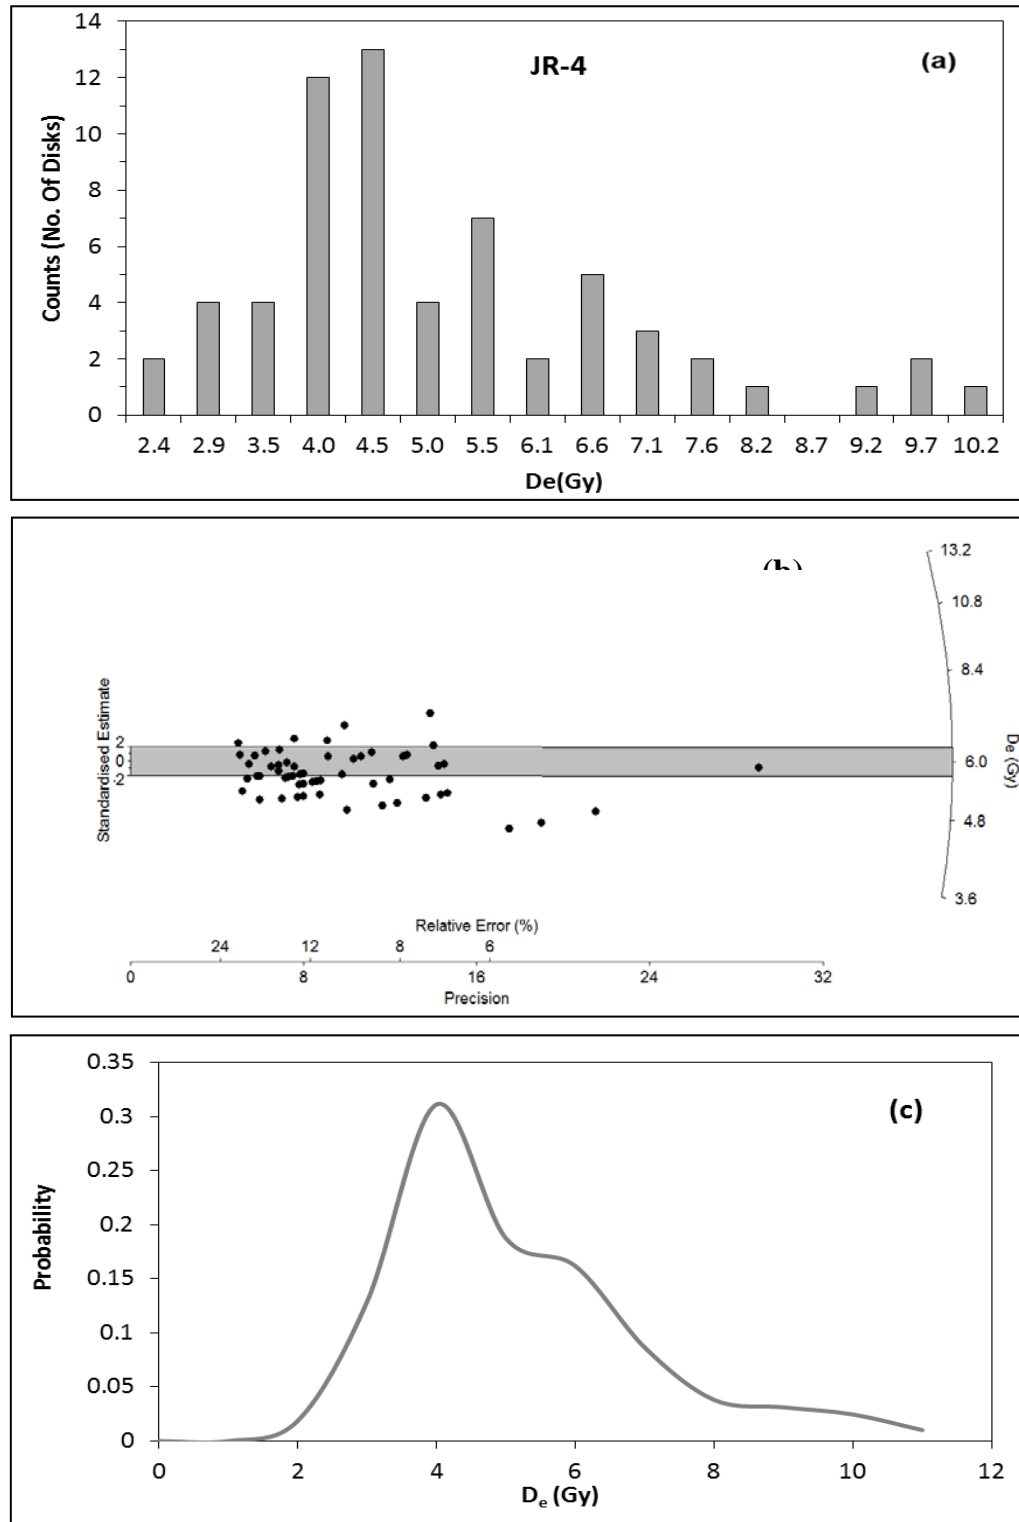 JR-4
(a)
Counts (No. Of Disks)
14
12
10
8
6
4
2
0
2.4 2.9 3.5 4.0 4.5 5.0 5.5 6.1 6.6 7.1 7.6 8.2 8.7 9.2 9.7 10.2
De(Gy)
(b)
13.2
10.8
8.4
6.0
4.8
3.6
De (Gy)
Standardised Estimate
2
0
-2
Relative Error (%)
24 12 8 6
0 8 16 24 32
Precision
(c)
Probability
0.35
0.3
0.25
0.2
0.15
0.1
0.05
0
0 2 4 6 8 10 12
De (Gy)